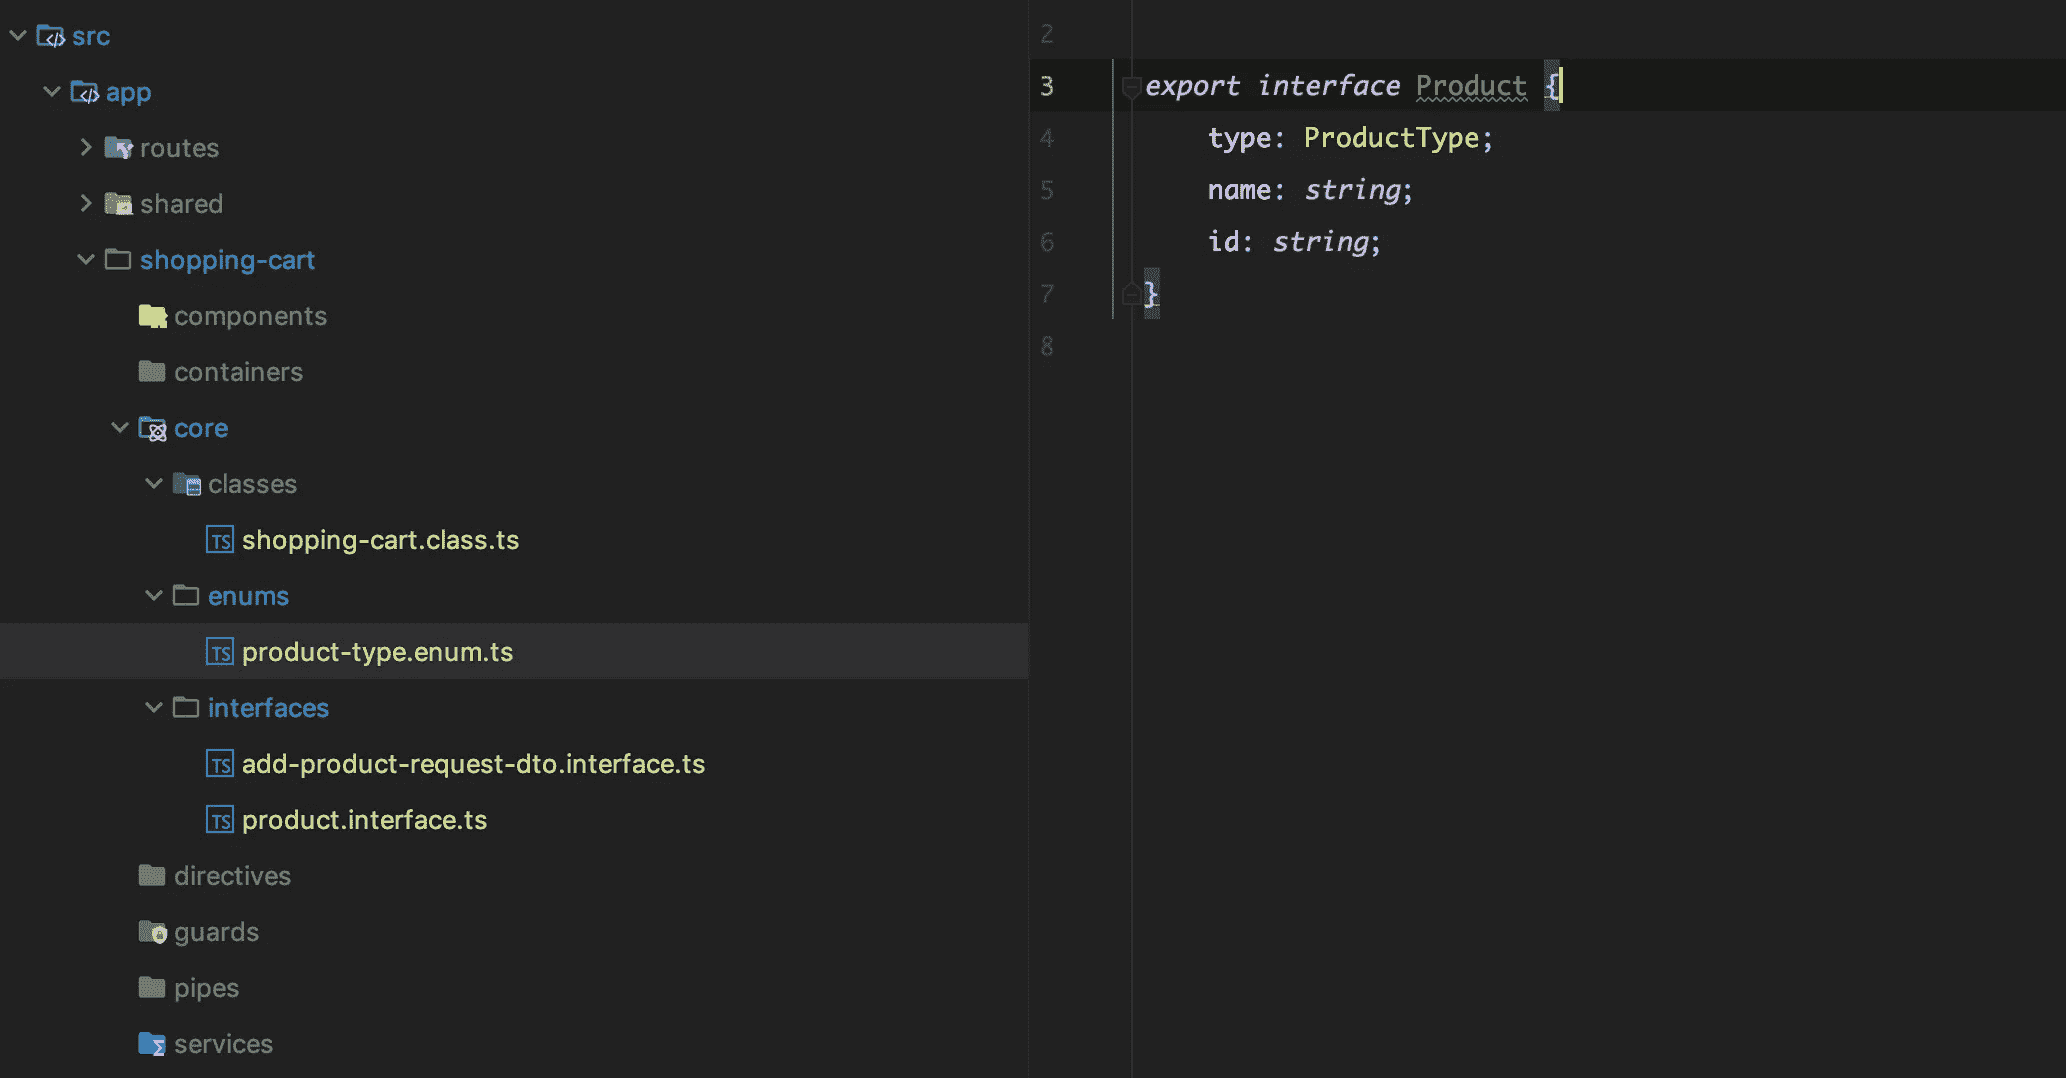 src
app
routes
shared
shopping-cart
components
containers
core
classes
TS shopping-cart.class.ts
enums
TS product-type.enum.ts
interfaces
TS add-product-request-dto.interface.ts
TS product.interface.ts
directives
guards
pipes
services
2
3 export interface Product {
4 type: ProductType;
5 name: string;
6 id: string;
7 }
8